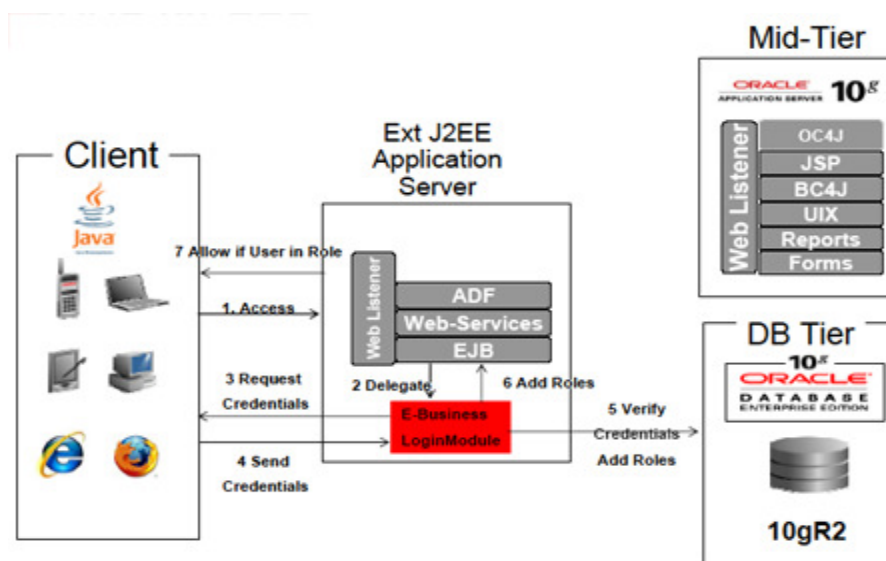 Client
Java
7 Allow if User in Role
1. Access
3 Request
Credentials
4 Send
Credentials
Ext J2EE
Application
Server
Web Listener
ADF
Web-Services
EJB
2 Delegate
6 Add Roles
E-Business
LoginModule
5 Verify
Credentials
Add Roles
Mid-Tier
ORACLE
APPLICATION SERVER
10g
Web Listener
OC4J
JSP
BC4J
UIX
Reports
Forms
DB Tier
10g
ORACLE
DATABASE
ENTERPRISE EDITION
10gR2